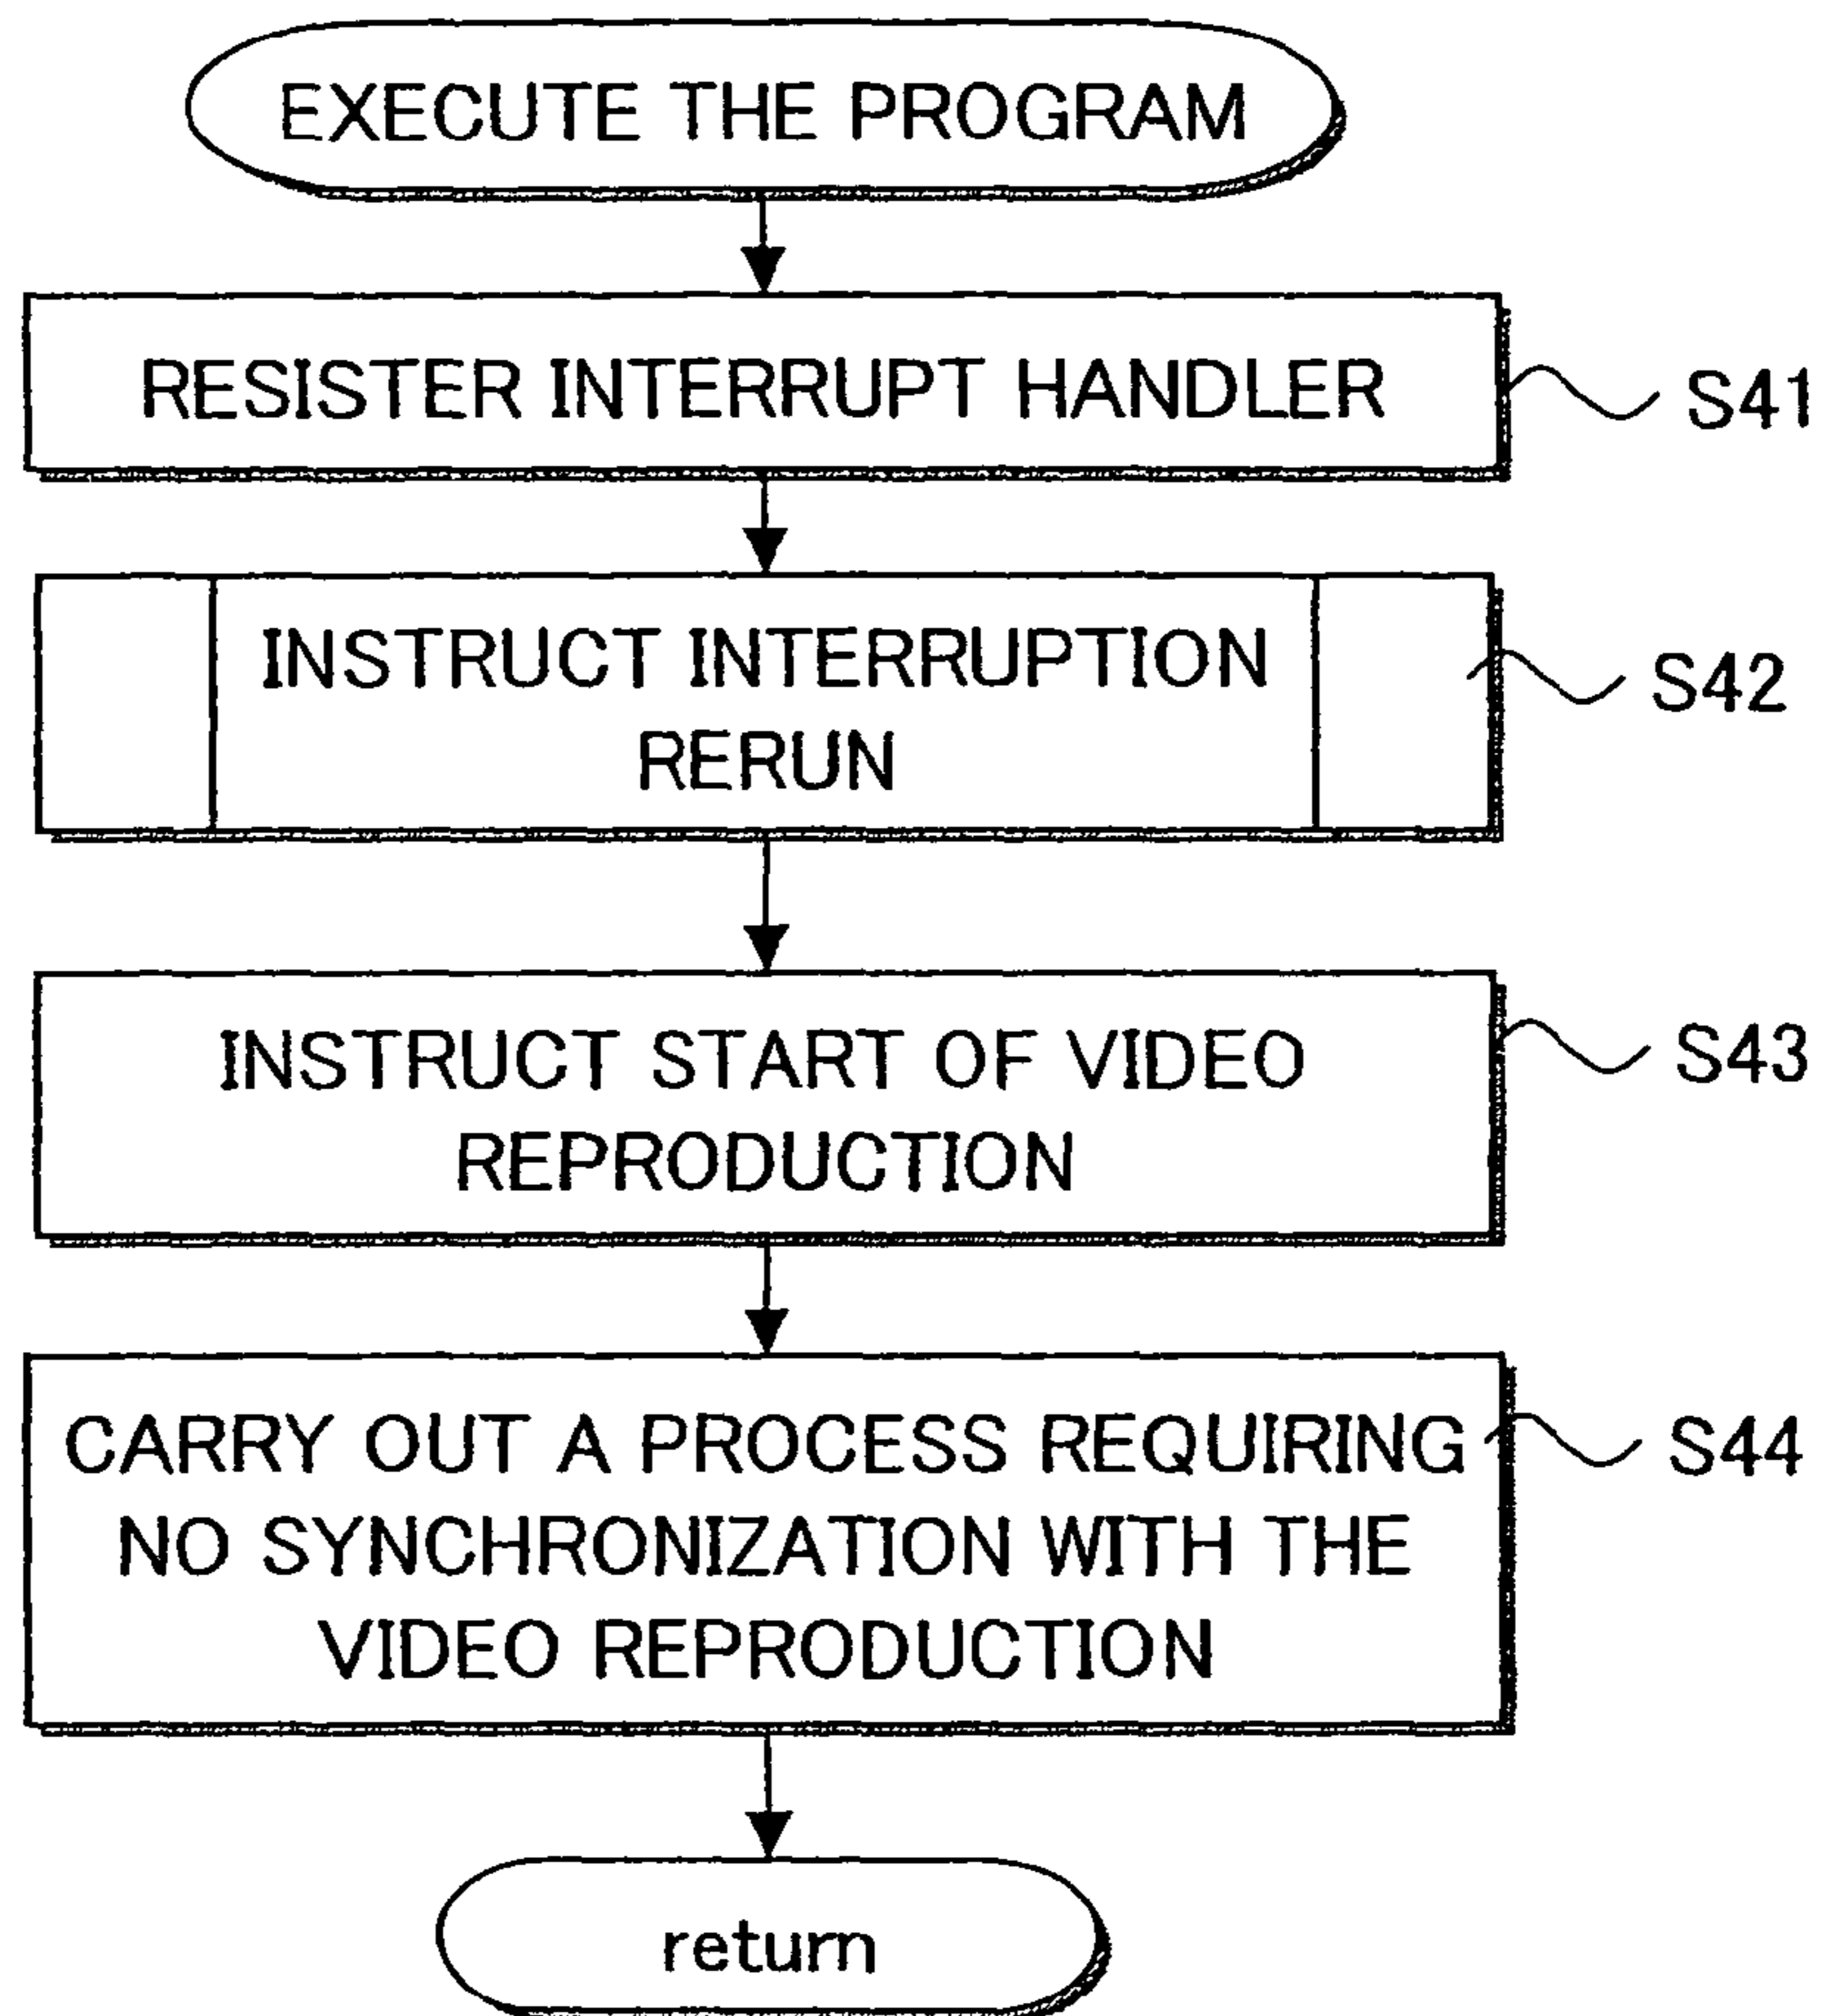 EXECUTE THE PROGRAM
RESISTER INTERRUPT HANDLER
S41
INSTRUCT INTERRUPTION
RERUN
S42
INSTRUCT START OF VIDEO
REPRODUCTION
S43
CARRY OUT A PROCESS REQUIRING
NO SYNCHRONIZATION WITH THE
VIDEO REPRODUCTION
S44
return